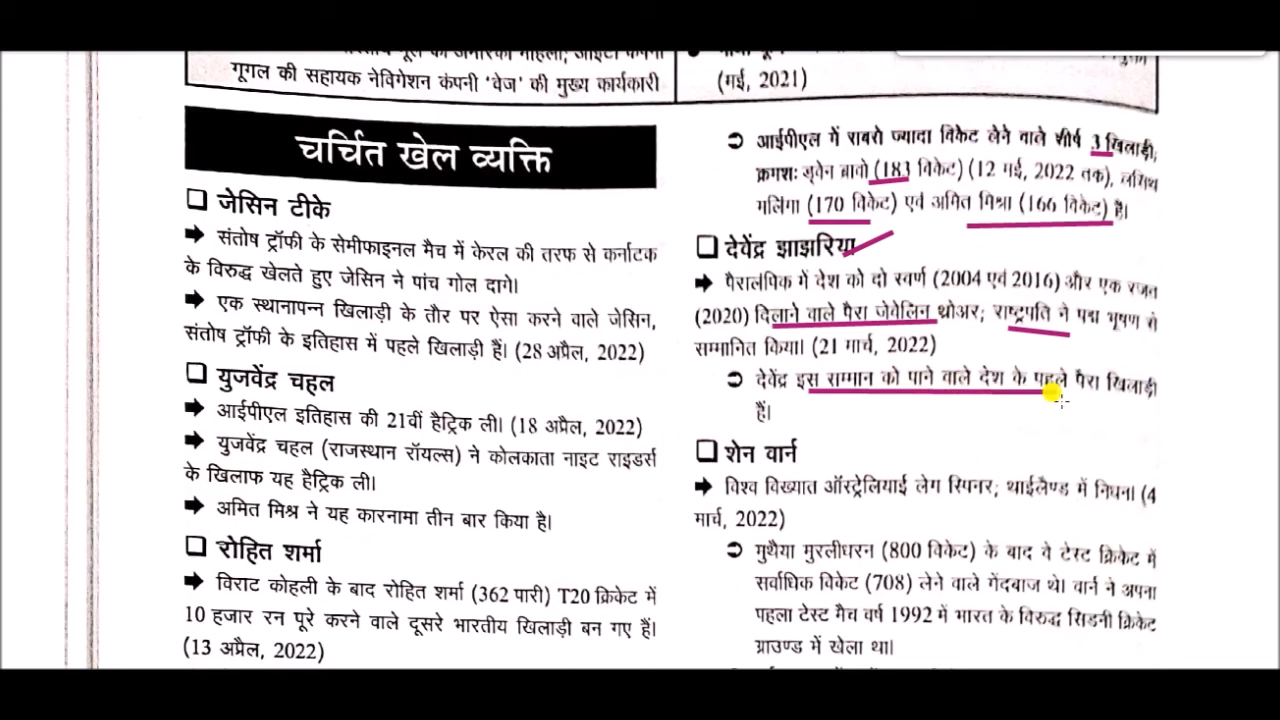 गूगल की सहायक नेविगेशन कंपनी ‘वेज’ की मुख्य कार्यकारी
चर्चित खेल व्यक्ति
❑ जेसिन टीके
➡ संतोष ट्रॉफी के सेमीफाइनल मैच में केरल की तरफ से कर्नाटक
के विरुद्ध खेलते हुए जेसिन ने पांच गोल दागे।
➡ एक स्थानापन्न खिलाड़ी के तौर पर ऐसा करने वाले जेसिन,
संतोष ट्रॉफी के इतिहास में पहले खिलाड़ी हैं। (28 अप्रैल, 2022)
❑ युजवेंद्र चहल
➡ आईपीएल इतिहास की 21वीं हैट्रिक ली। (18 अप्रैल, 2022)
➡ युजवेंद्र चहल (राजस्थान रॉयल्स) ने कोलकाता नाइट राइडर्स
के खिलाफ यह हैट्रिक ली।
➡ अमित मिश्र ने यह कारनामा तीन बार किया है।
❑ रोहित शर्मा
➡ विराट कोहली के बाद रोहित शर्मा (362 पारी) T20 क्रिकेट में
10 हजार रन पूरे करने वाले दूसरे भारतीय खिलाड़ी बन गए हैं।
(13 अप्रैल, 2022)
(मई, 2021)
➲ आईपीएल में सबसे ज्यादा विकेट लेने वाले शीर्ष 3 खिलाड़ी,
क्रमशः ड्वेन ब्रावो (183 विकेट) (12 मई, 2022 तक), लसिथ
मलिंगा (170 विकेट) एवं अमित मिश्रा (166 विकेट) है।
❑ देवेंद्र झाझरिया
➡ पैरालंपिक में देश को दो स्वर्ण (2004 एवं 2016) और एक रजत
(2020) दिलाने वाले पैरा जेवेलिन थ्रोअर; राष्ट्रपति ने पद्म भूषण से
सम्मानित किया। (21 मार्च, 2022)
➲ देवेंद्र इस सम्मान को पाने वाले देश के पहले पैरा खिलाड़ी
हैं।
❑ शेन वार्न
➡ विश्व विख्यात ऑस्ट्रेलियाई लेग स्पिनर; थाईलैण्ड में निधन। (4
मार्च, 2022)
➲ मुथैया मुरलीधरन (800 विकेट) के बाद वे टेस्ट क्रिकेट में
सर्वाधिक विकेट (708) लेने वाले गेंदबाज थे। वार्न ने अपना
पहला टेस्ट मैच वर्ष 1992 में भारत के विरुद्ध सिडनी क्रिकेट
ग्राउण्ड में खेला था।